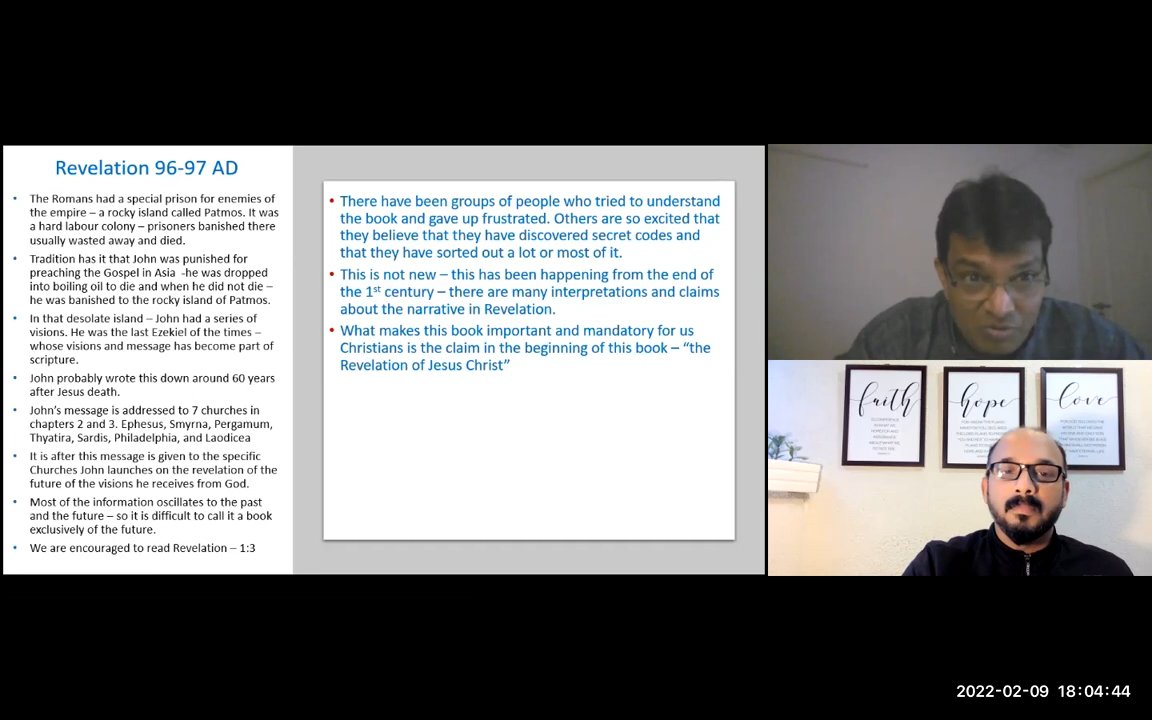 Revelation 96-97 AD
• The Romans had a special prison for enemies of
the empire – a rocky island called Patmos. It was
a hard labour colony – prisoners banished there
usually wasted away and died.
• Tradition has it that John was punished for
preaching the Gospel in Asia -he was dropped
into boiling oil to die and when he did not die –
he was banished to the rocky island of Patmos.
• In that desolate island – John had a series of
visions. He was the last Ezekiel of the times –
whose visions and message has become part of
scripture.
• John probably wrote this down around 60 years
after Jesus death.
• John's message is addressed to 7 churches in
chapters 2 and 3. Ephesus, Smyrna, Pergamum,
Thyatira, Sardis, Philadelphia, and Laodicea
• It is after this message is given to the specific
Churches John launches on the revelation of the
future of the visions he receives from God.
• Most of the information oscillates to the past
and the future – so it is difficult to call it a book
exclusively of the future.
• We are encouraged to read Revelation – 1:3
• There have been groups of people who tried to understand
the book and gave up frustrated. Others are so excited that
they believe that they have discovered secret codes and
that they have sorted out a lot or most of it.
• This is not new – this has been happening from the end of
the 1st century – there are many interpretations and claims
about the narrative in Revelation.
• What makes this book important and mandatory for us
Christians is the claim in the beginning of this book – “the
Revelation of Jesus Christ”
faith
hope
love
2022-02-09 18:04:44